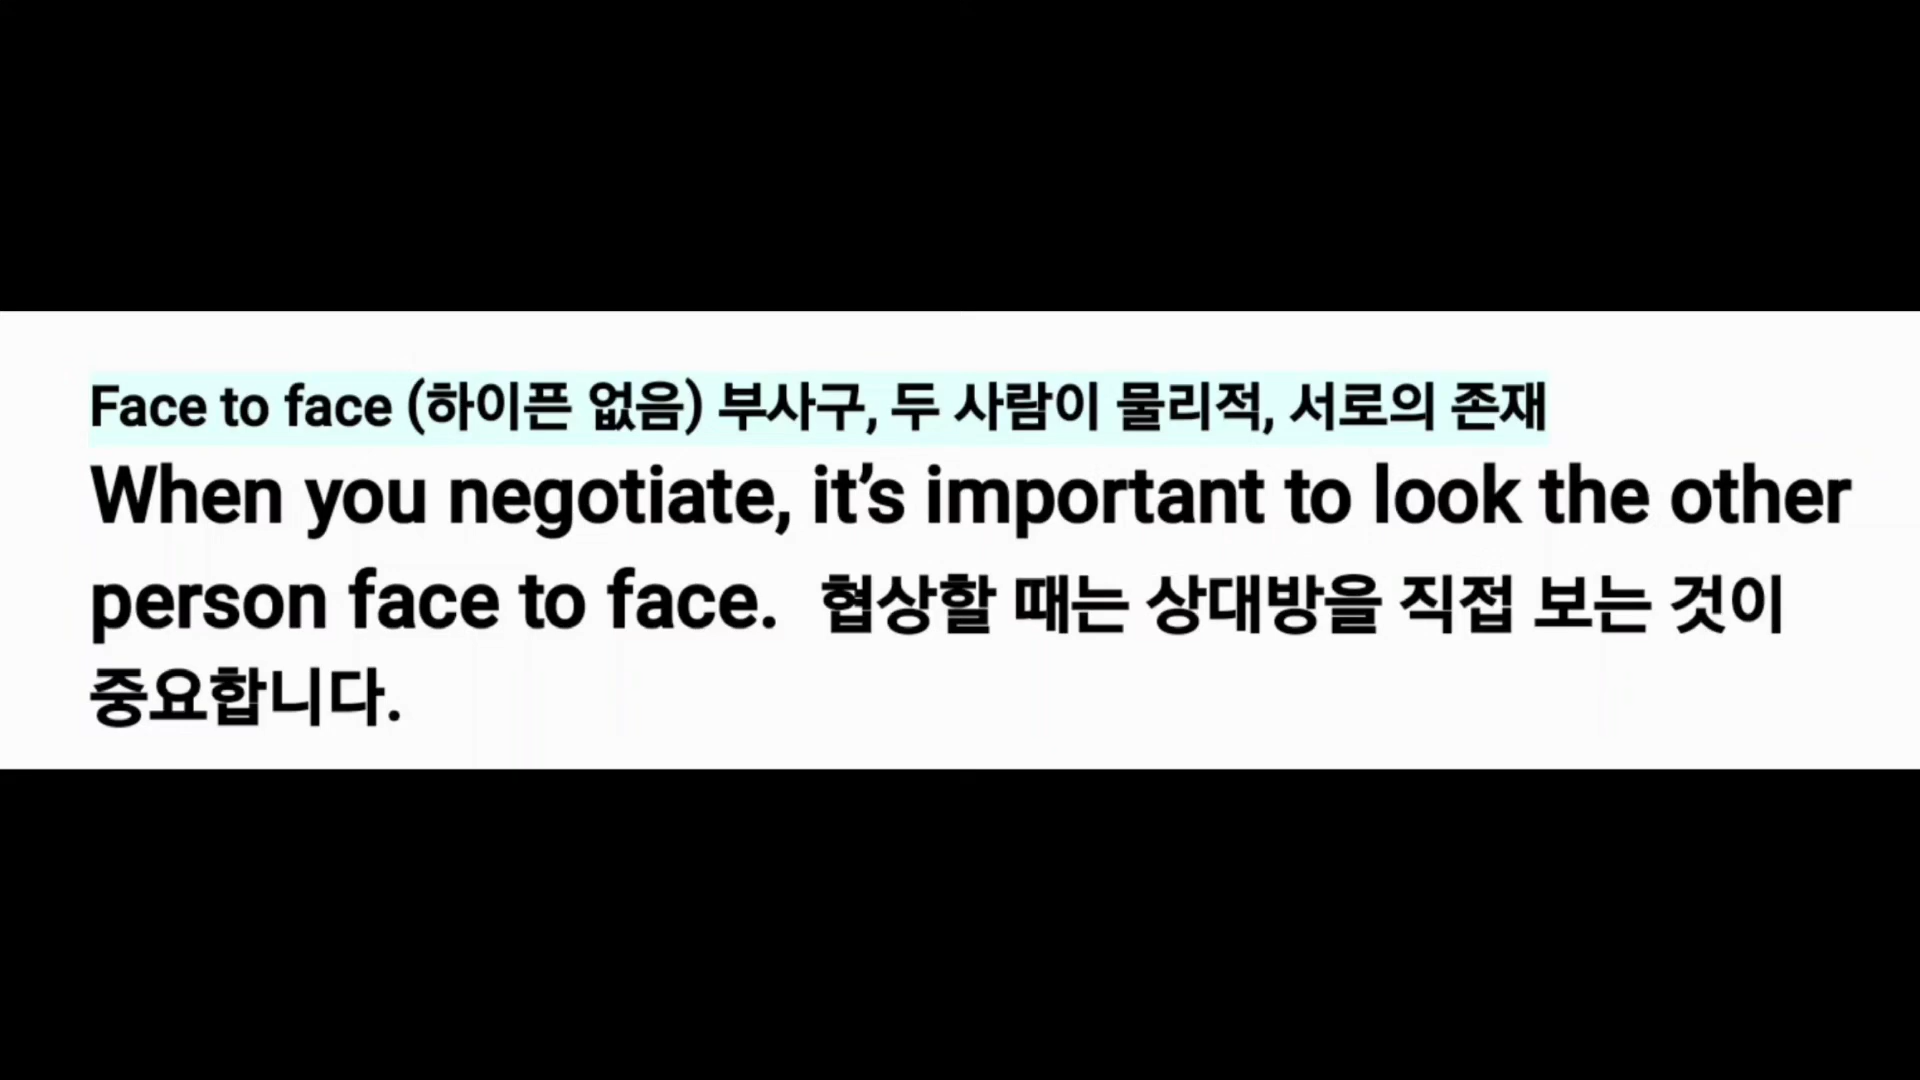 Face to face (하이픈 없음) 부사구, 두 사람이 물리적, 서로의 존재
When you negotiate, it’s important to look the other
person face to face. 협상할 때는 상대방을 직접 보는 것이
중요합니다.